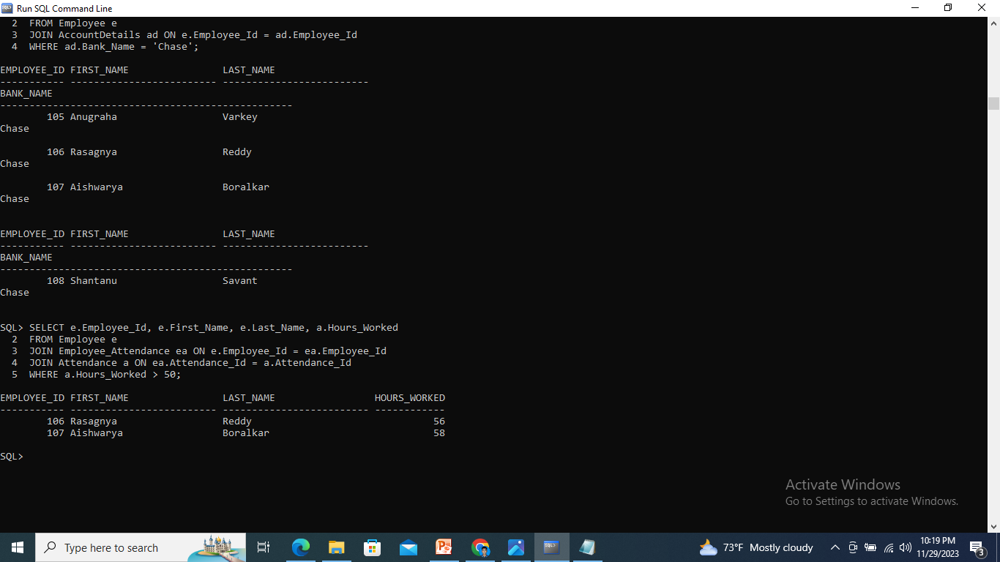 Run SQL Command Line
  2  FROM Employee e
  3  JOIN AccountDetails ad ON e.Employee_Id = ad.Employee_Id
  4  WHERE ad.Bank_Name = 'Chase';
EMPLOYEE_ID FIRST_NAME                LAST_NAME
----------- ------------------------- -------------------------
BANK_NAME
--------------------------------------------------
        105 Anugraha                  Varkey
Chase
        106 Rasagnya                  Reddy
Chase
        107 Aishwarya                 Boralkar
Chase
EMPLOYEE_ID FIRST_NAME                LAST_NAME
----------- ------------------------- -------------------------
BANK_NAME
--------------------------------------------------
        108 Shantanu                  Savant
Chase
SQL> SELECT e.Employee_Id, e.First_Name, e.Last_Name, a.Hours_Worked
  2  FROM Employee e
  3  JOIN Employee_Attendance ea ON e.Employee_Id = ea.Employee_Id
  4  JOIN Attendance a ON ea.Attendance_Id = a.Attendance_Id
  5  WHERE a.Hours_Worked > 50;
EMPLOYEE_ID FIRST_NAME                LAST_NAME                 HOURS_WORKED
----------- ------------------------- ------------------------- ------------
        106 Rasagnya                  Reddy                               56
        107 Aishwarya                 Boralkar                            58
SQL>
Activate Windows
Go to Settings to activate Windows.
Type here to search
73°F Mostly cloudy
10:19 PM
11/29/2023
3